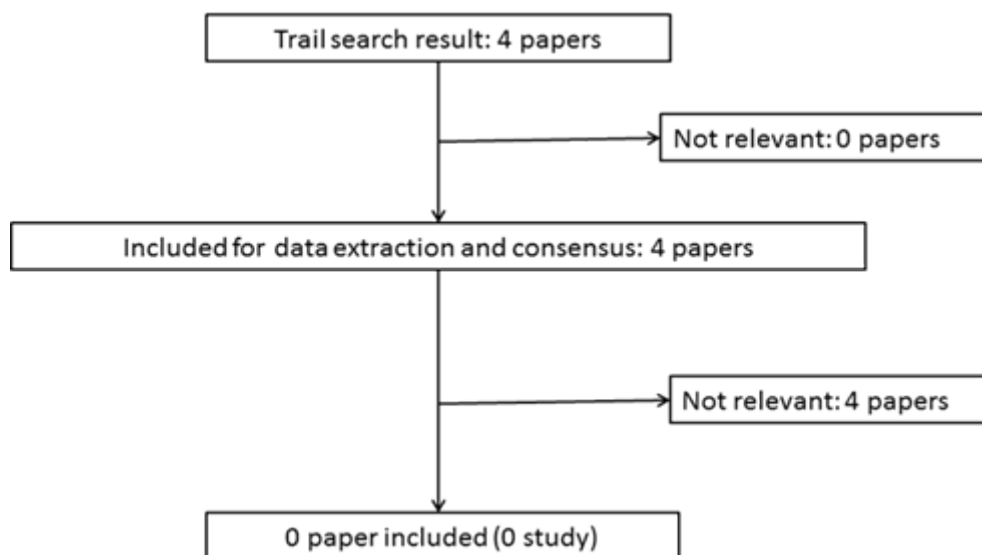 Trail search result: 4 papers
Not relevant: 0 papers
Included for data extraction and consensus: 4 papers
Not relevant: 4 papers
0 paper included (0 study)